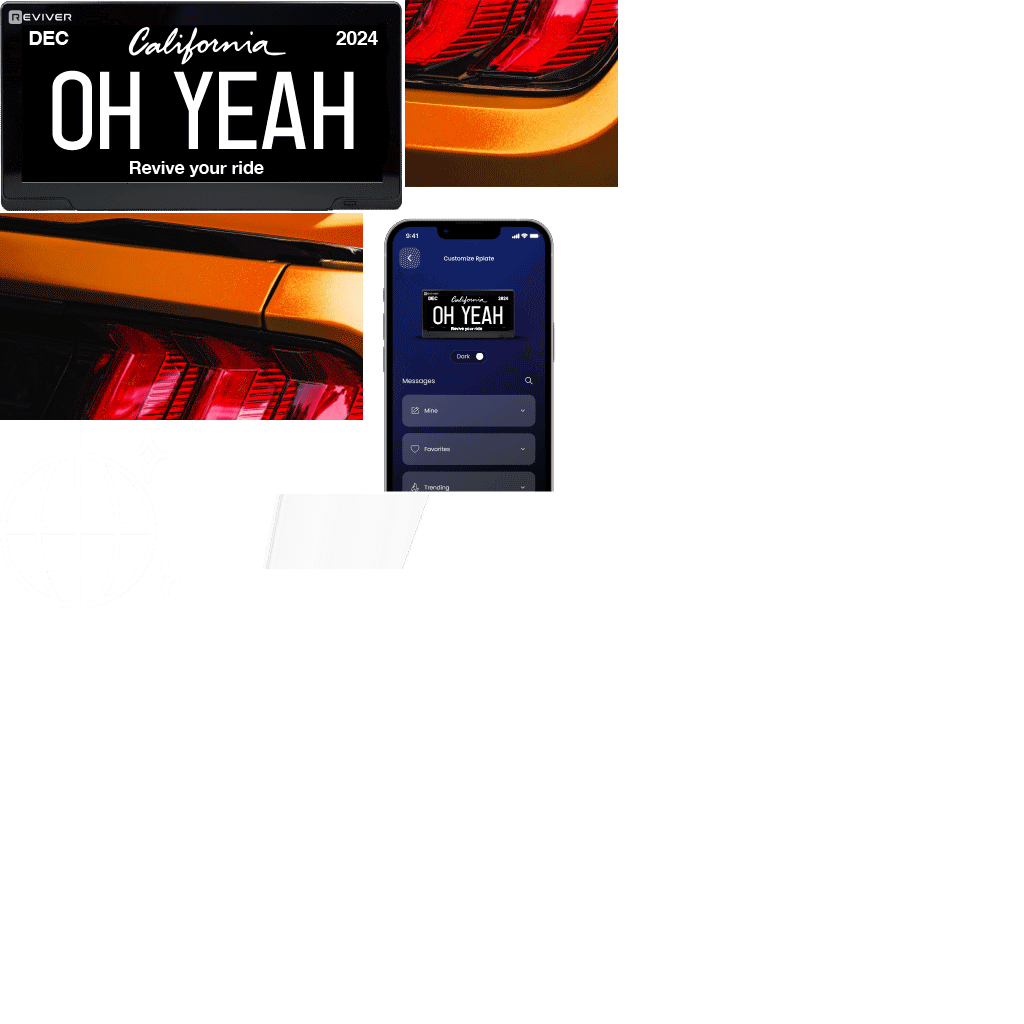 REVIVER
DEC California 2024
OH YEAH
Revive your ride
9:41
Customize Rplate
REVIVER
DEC California 2024
OH YEAH
Revive your ride
Dark
Messages
Mine
Favorites
Trending